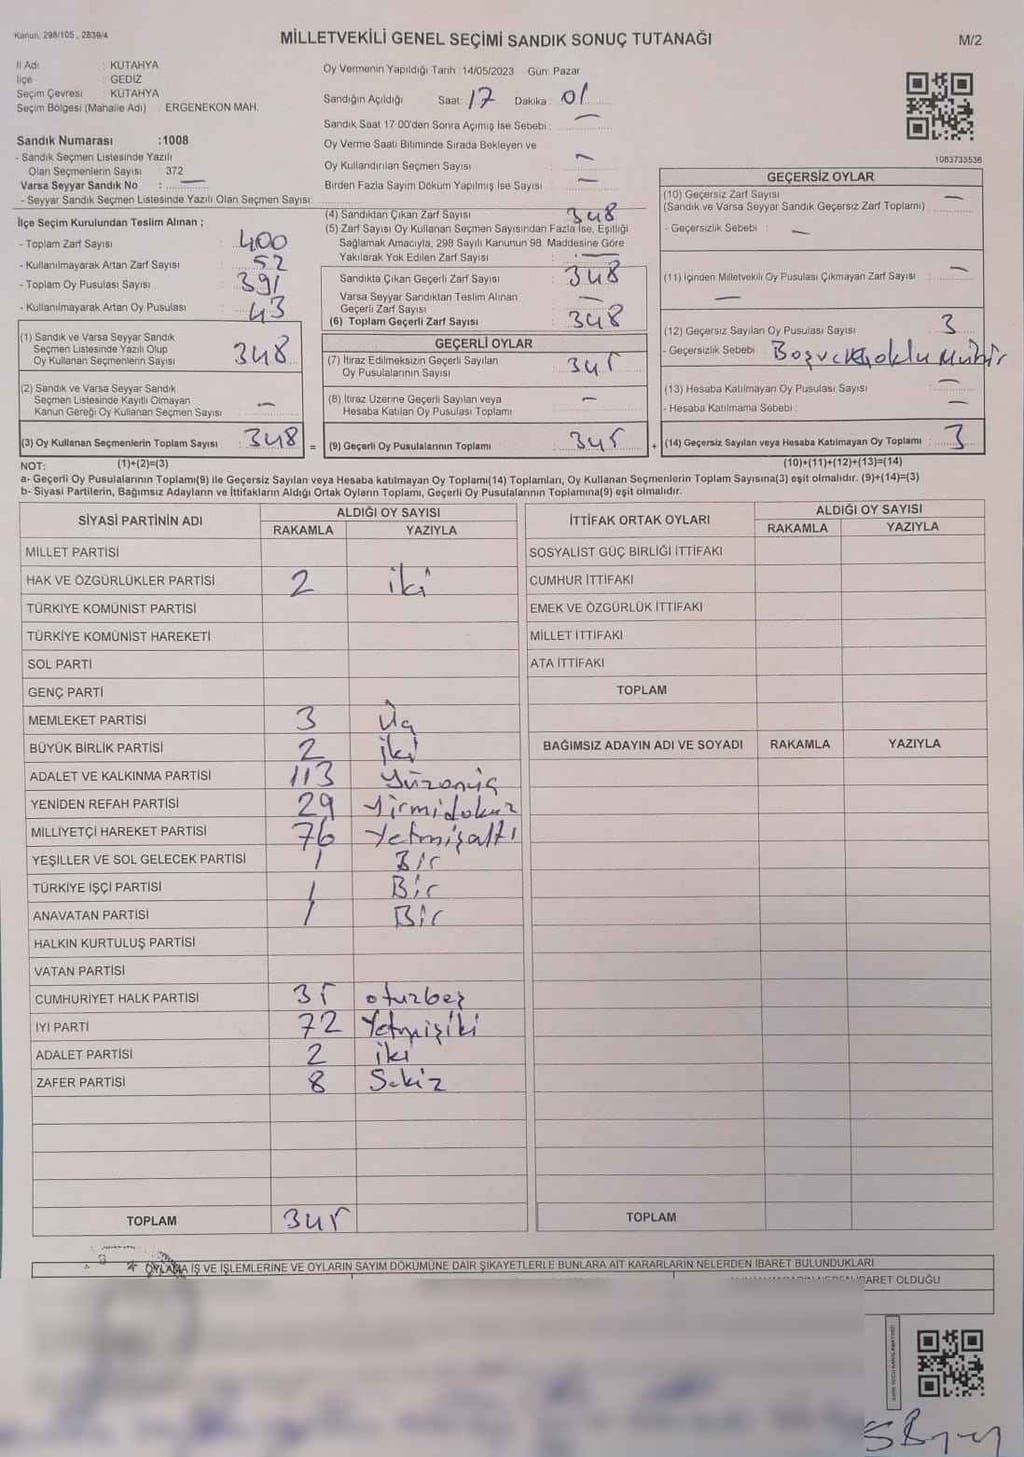 Kanun, 298/105, 2839/4
MİLLETVEKİLİ GENEL SEÇİMİ SANDIK SONUÇ TUTANAĞI
M/2
İl Adı : KÜTAHYA
İlçe : GEDİZ
Seçim Çevresi : KÜTAHYA
Seçim Bölgesi (Mahalle Adı) : ERGENEKON MAH.
Sandık Numarası :1008
- Sandık Seçmen Listesinde Yazılı
Olan Seçmenlerin Sayısı : 372
Varsa Seyyar Sandık No : —
- Seyyar Sandık Seçmen Listesinde Yazılı Olan Seçmen Sayısı:
Oy Vermenin Yapıldığı Tarih :14/05/2023 Gün: Pazar
Sandığın Açıldığı Saat: 17 Dakika: 01
Sandık Saat 17:00'den Sonra Açımış İse Sebebi : —
Oy Verme Saati Bitiminde Sırada Bekleyen ve
Oy Kullandırılan Seçmen Sayısı : —
Birden Fazla Sayım Döküm Yapılmış İse Sayısı : —
1083733536
İlçe Seçim Kurulundan Teslim Alınan ;
- Toplam Zarf Sayısı : 400
- Kullanılmayarak Artan Zarf Sayısı : 52
- Toplam Oy Pusulası Sayısı : 391
- Kullanılmayarak Artan Oy Pusulası : 43
(1) Sandık ve Varsa Seyyar Sandık
Seçmen Listesinde Yazılı Olup
Oy Kullanan Seçmenlerin Sayısı : 348
(2) Sandık ve Varsa Seyyar Sandık
Seçmen Listesinde Kayıtlı Olmayan
Kanun Gereği Oy Kullanan Seçmen Sayısı : —
(3) Oy Kullanan Seçmenlerin Toplam Sayısı : 348 =
(4) Sandıktan Çıkan Zarf Sayısı : 348
(5) Zarf Sayısı Oy Kullanan Seçmen Sayısından Fazla İse, Eşitliği
Sağlamak Amacıyla, 298 Sayılı Kanunun 98. Maddesine Göre
Yakılarak Yok Edilen Zarf Sayısı : —
Sandıkta Çıkan Geçerli Zarf Sayısı : 348
Varsa Seyyar Sandıktan Teslim Alınan
Geçerli Zarf Sayısı : —
(6) Toplam Geçerli Zarf Sayısı : 348
GEÇERLİ OYLAR
(7) İtiraz Edilmeksizin Geçerli Sayılan
Oy Pusulalarının Sayısı : 345
(8) İtiraz Üzerine Geçerli Sayılan veya
Hesaba Katılan Oy Pusulası Toplamı : —
(9) Geçerli Oy Pusulalarının Toplamı : 345 +
GEÇERSİZ OYLAR
(10) Geçersiz Zarf Sayısı : —
(Sandık ve Varsa Seyyar Sandık Geçersiz Zarf Toplamı)
- Geçersizlik Sebebi : —
(11) İçinden Milletvekili Oy Pusulası Çıkmayan Zarf Sayısı : —
—
(12) Geçersiz Sayılan Oy Pusulası Sayısı : 3
- Geçersizlik Sebebi :
(13) Hesaba Katılmayan Oy Pusulası Sayısı : —
- Hesaba Katılmama Sebebi : —
(14) Geçersiz Sayılan veya Hesaba Katılmayan Oy Toplamı : 3
NOT: (1)+(2)=(3) (10)+(11)+(12)+(13)=(14)
a- Geçerli Oy Pusulalarının Toplamı(9) ile Geçersiz Sayılan veya Hesaba katılmayan Oy Toplamı(14) Toplamları, Oy Kullanan Seçmenlerin Toplam Sayısına(3) eşit olmalıdır. (9)+(14)=(3)
b- Siyasi Partilerin, Bağımsız Adayların ve İttifakların Aldığı Ortak Oyların Toplamı, Geçerli Oy Pusulalarının Toplamına(9) eşit olmalıdır.
SİYASİ PARTİNİN ADI ALDIĞI OY SAYISI
RAKAMLA YAZIYLA
MİLLET PARTİSİ
HAK VE ÖZGÜRLÜKLER PARTİSİ 2 iki
TÜRKİYE KOMÜNİST PARTİSİ
TÜRKİYE KOMÜNİST HAREKETİ
SOL PARTİ
GENÇ PARTİ
MEMLEKET PARTİSİ 3 Üç
BÜYÜK BİRLİK PARTİSİ 2 iki
ADALET VE KALKINMA PARTİSİ 113 Yüzonüç
YENİDEN REFAH PARTİSİ 29 Yirmidokuz
MİLLİYETÇİ HAREKET PARTİSİ 76 Yetmişaltı
YEŞİLLER VE SOL GELECEK PARTİSİ 1 Bir
TÜRKİYE İŞÇİ PARTİSİ 1 Bir
ANAVATAN PARTİSİ 1 Bir
HALKIN KURTULUŞ PARTİSİ
VATAN PARTİSİ
CUMHURİYET HALK PARTİSİ 35 otuzbeş
İYİ PARTİ 72 Yetmişiki
ADALET PARTİSİ 2 iki
ZAFER PARTİSİ 8 Sekiz
TOPLAM 345
İTTİFAK ORTAK OYLARI ALDIĞI OY SAYISI
RAKAMLA YAZIYLA
SOSYALİST GÜÇ BİRLİĞİ İTTİFAKI
CUMHUR İTTİFAKI
EMEK VE ÖZGÜRLÜK İTTİFAKI
MİLLET İTTİFAKI
ATA İTTİFAKI
TOPLAM
BAĞIMSIZ ADAYIN ADI VE SOYADI RAKAMLA YAZIYLA
TOPLAM
OYLAMA İŞ VE İŞLEMLERİNE VE OYLARIN SAYIM DÖKÜMÜNE DAİR ŞİKAYETLERLE BUNLARA AİT KARARLARIN NELERDEN İBARET BULUNDUKLARI
İBARET OLDUĞU